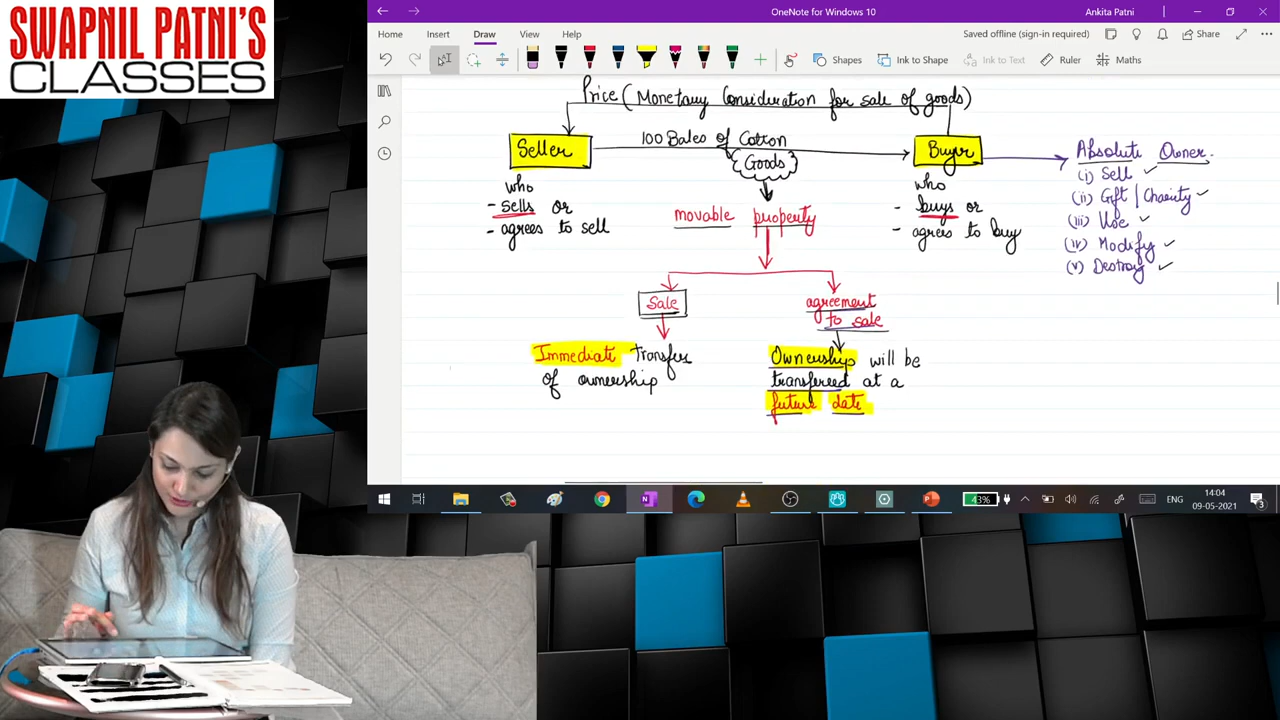 SWAPNIL PATNI'S
CLASSES
OneNote for Windows 10
Ankita Patni
Home Insert Draw View Help
Saved offline (sign-in required)
Share
Shapes
Ink to Shape
Ink to Text
Ruler
Maths
Price (Monetary Consideration for sale of goods)
Seller
100 Bales of Cotton
Goods
Buyer
Absolute Owner.
(i) Sell
(ii) Gift | Charity
(iii) Use
(iv) Modify
(v) Destroy
who
- sells or
- agrees to sell
movable property
who
- buys or
- agrees to buy
Sale
agreement
to sale
Immediate Transfer
of ownership
Ownership will be
transferred at a
future date
43%
ENG
14:04
09-05-2021
3